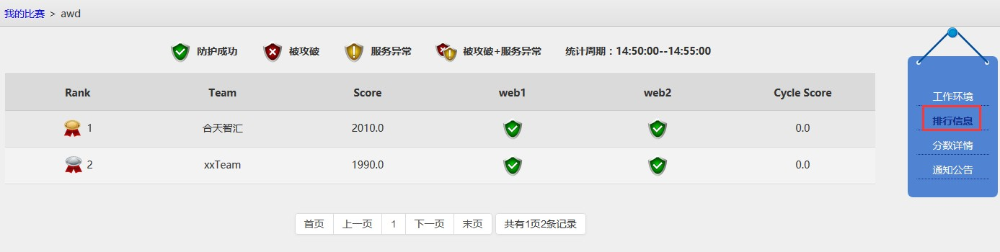 我的比赛 > awd
防护成功 被攻破 服务异常 被攻破+服务异常 统计周期：14:50:00--14:55:00
Rank Team Score web1 web2 Cycle Score
1 合天智汇 2010.0 0.0
2 xxTeam 1990.0 0.0
首页 上一页 1 下一页 末页 共有1页2条记录
工作环境
排行信息
分数详情
通知公告